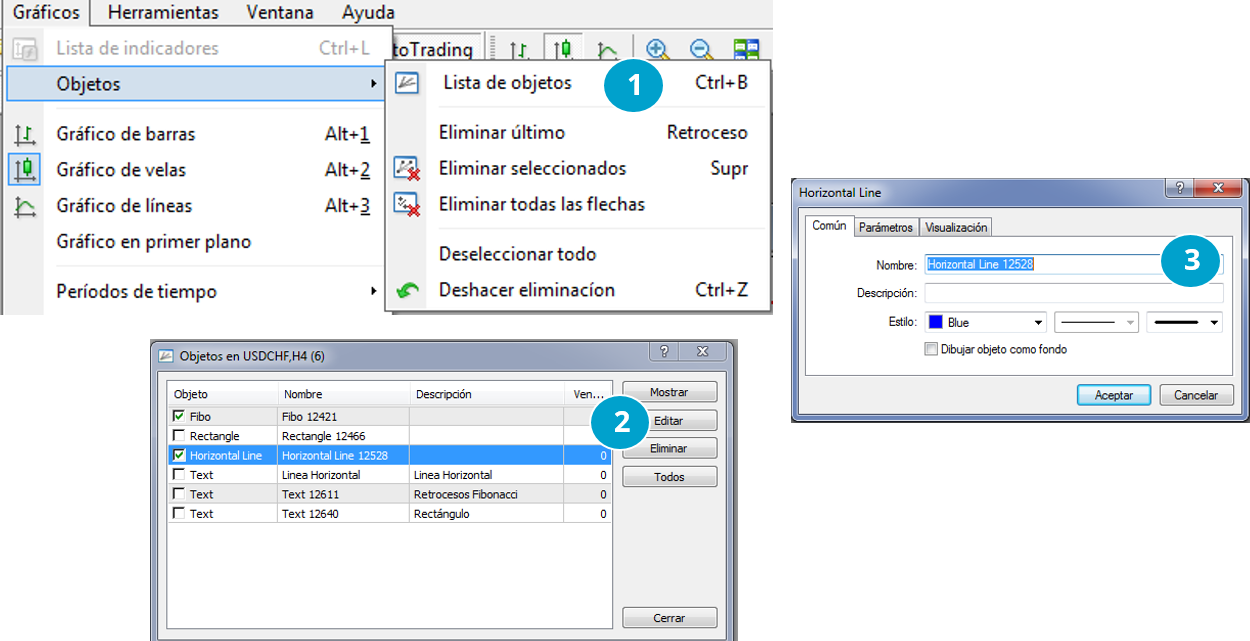 Gráficos Herramientas Ventana Ayuda
Lista de indicadores Ctrl+L
toTrading
Objetos
Lista de objetos 1 Ctrl+B
Gráfico de barras Alt+1
Eliminar último Retroceso
Gráfico de velas Alt+2
Eliminar seleccionados Supr
Gráfico de líneas Alt+3
Eliminar todas las flechas
Gráfico en primer plano
Deseleccionar todo
Períodos de tiempo
Deshacer eliminacíon Ctrl+Z
Horizontal Line
Común Parámetros Visualización
Nombre: Horizontal Line 12528 3
Descripción:
Estilo: Blue
Dibujar objeto como fondo
Aceptar Cancelar
Objetos en USDCHF,H4 (6)
Objeto Nombre Descripción Ven... Mostrar
Fibo Fibo 12421 2 Editar
Rectangle Rectangle 12466
Horizontal Line Horizontal Line 12528 0 Eliminar
Text Linea Horizontal Linea Horizontal 0 Todos
Text Text 12611 Retrocesos Fibonacci 0
Text Text 12640 Rectángulo 0
Cerrar